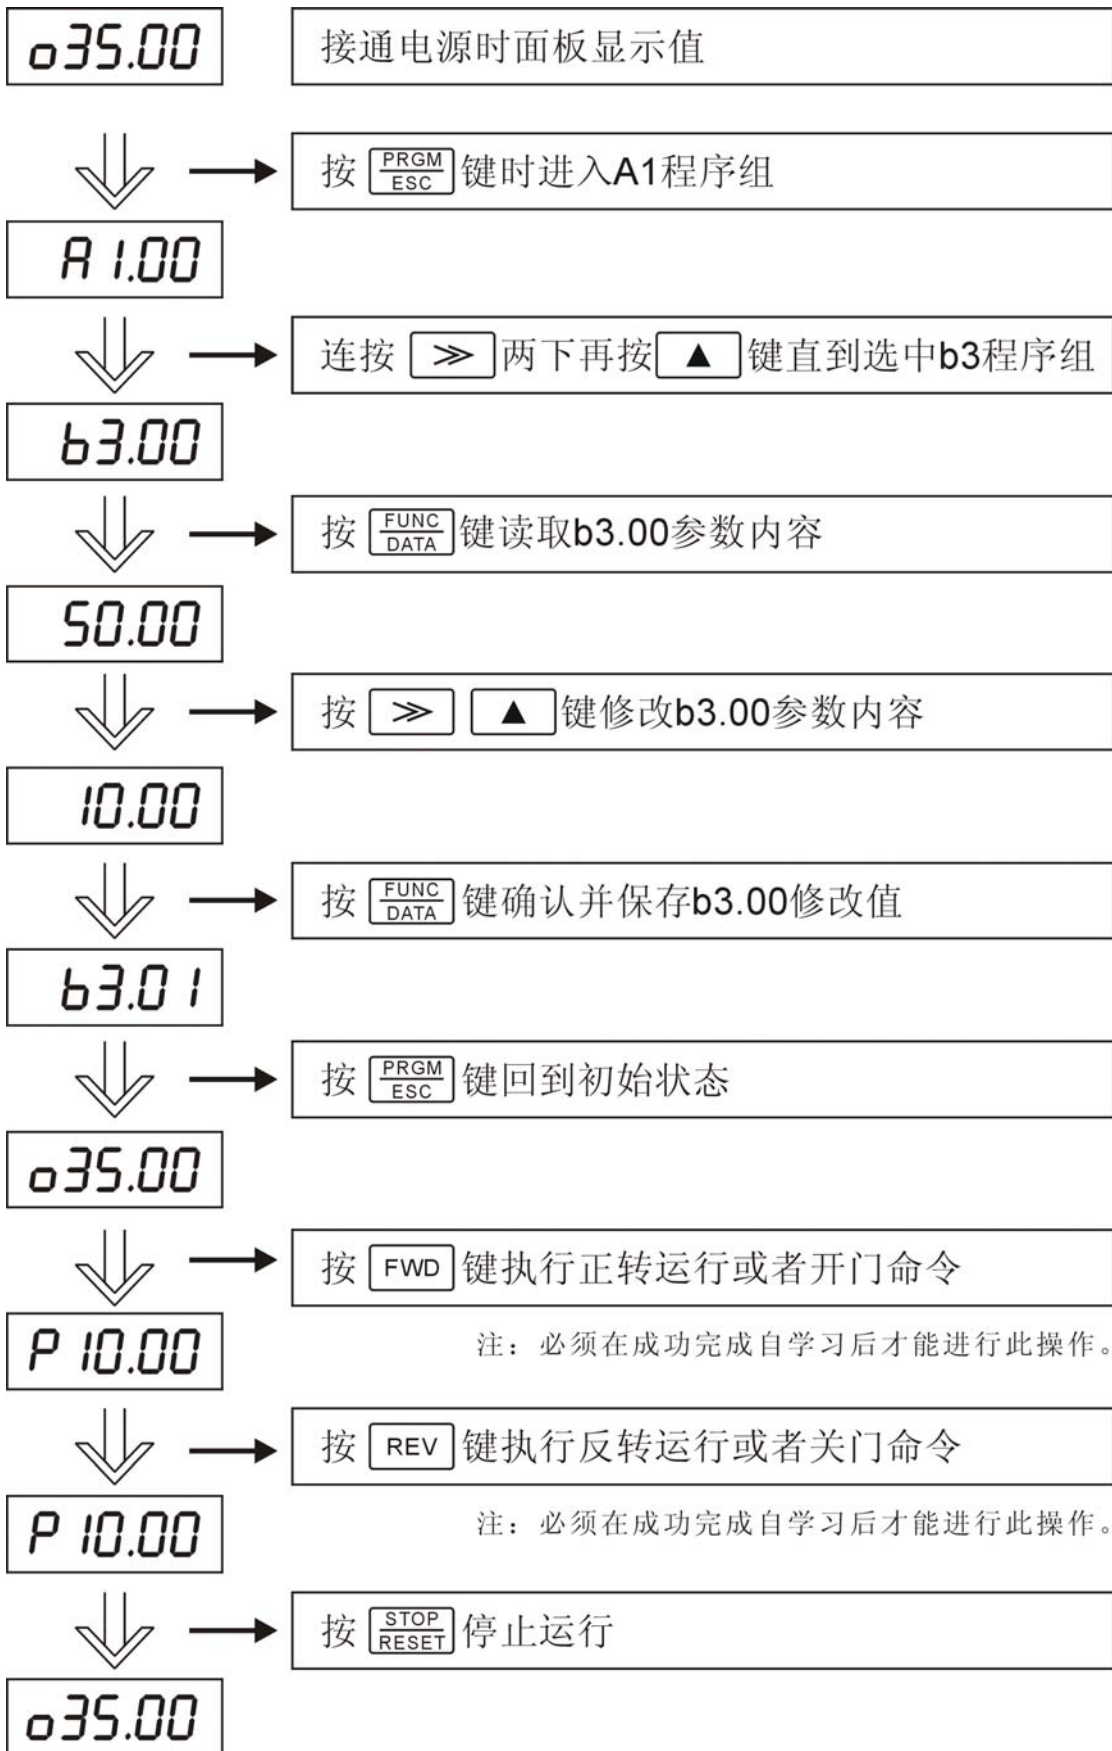 o35.00 接通电源时面板显示值
按 PRGM/ESC 键时进入A1程序组
A1.00
连按 ≫ 两下再按 ▲ 键直到选中b3程序组
b3.00
按 FUNC/DATA 键读取b3.00参数内容
50.00
按 ≫ ▲ 键修改b3.00参数内容
10.00
按 FUNC/DATA 键确认并保存b3.00修改值
b3.01
按 PRGM/ESC 键回到初始状态
o35.00
按 FWD 键执行正转运行或者开门命令
P10.00 注：必须在成功完成自学习后才能进行此操作。
按 REV 键执行反转运行或者关门命令
P10.00 注：必须在成功完成自学习后才能进行此操作。
按 STOP/RESET 停止运行
o35.00